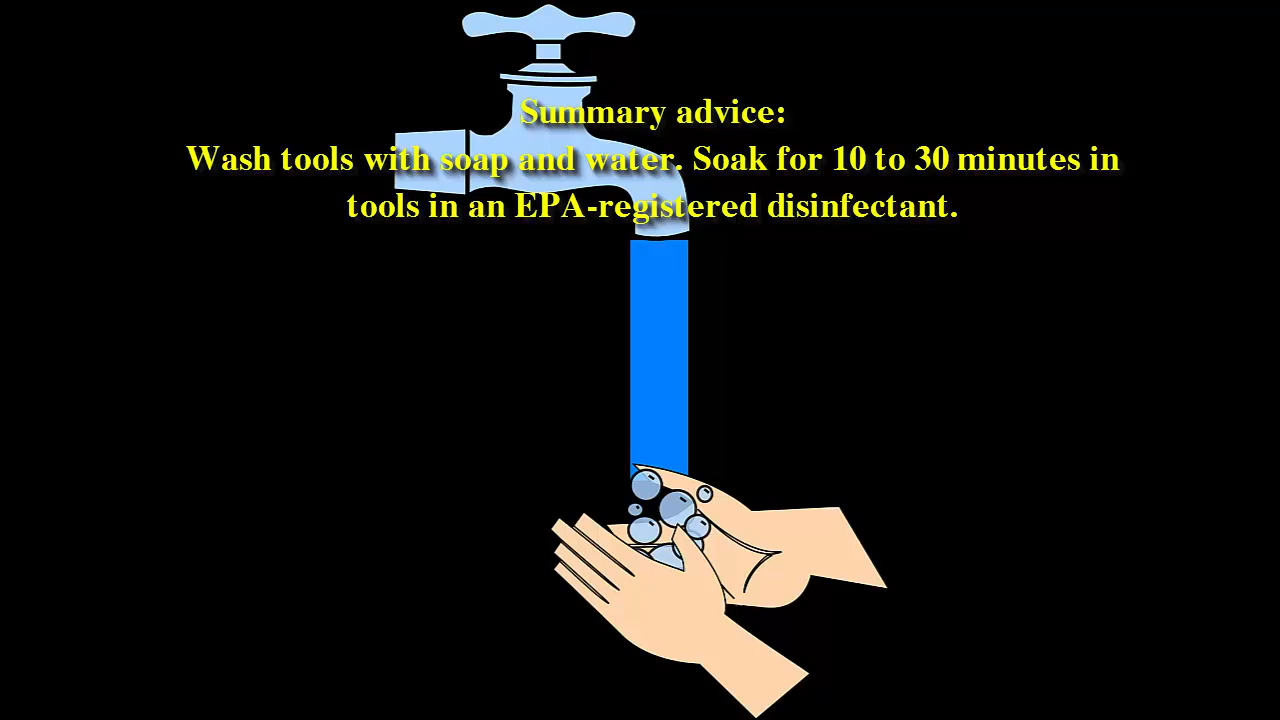 Summary advice:
Wash tools with soap and water. Soak for 10 to 30 minutes in
tools in an EPA-registered disinfectant.